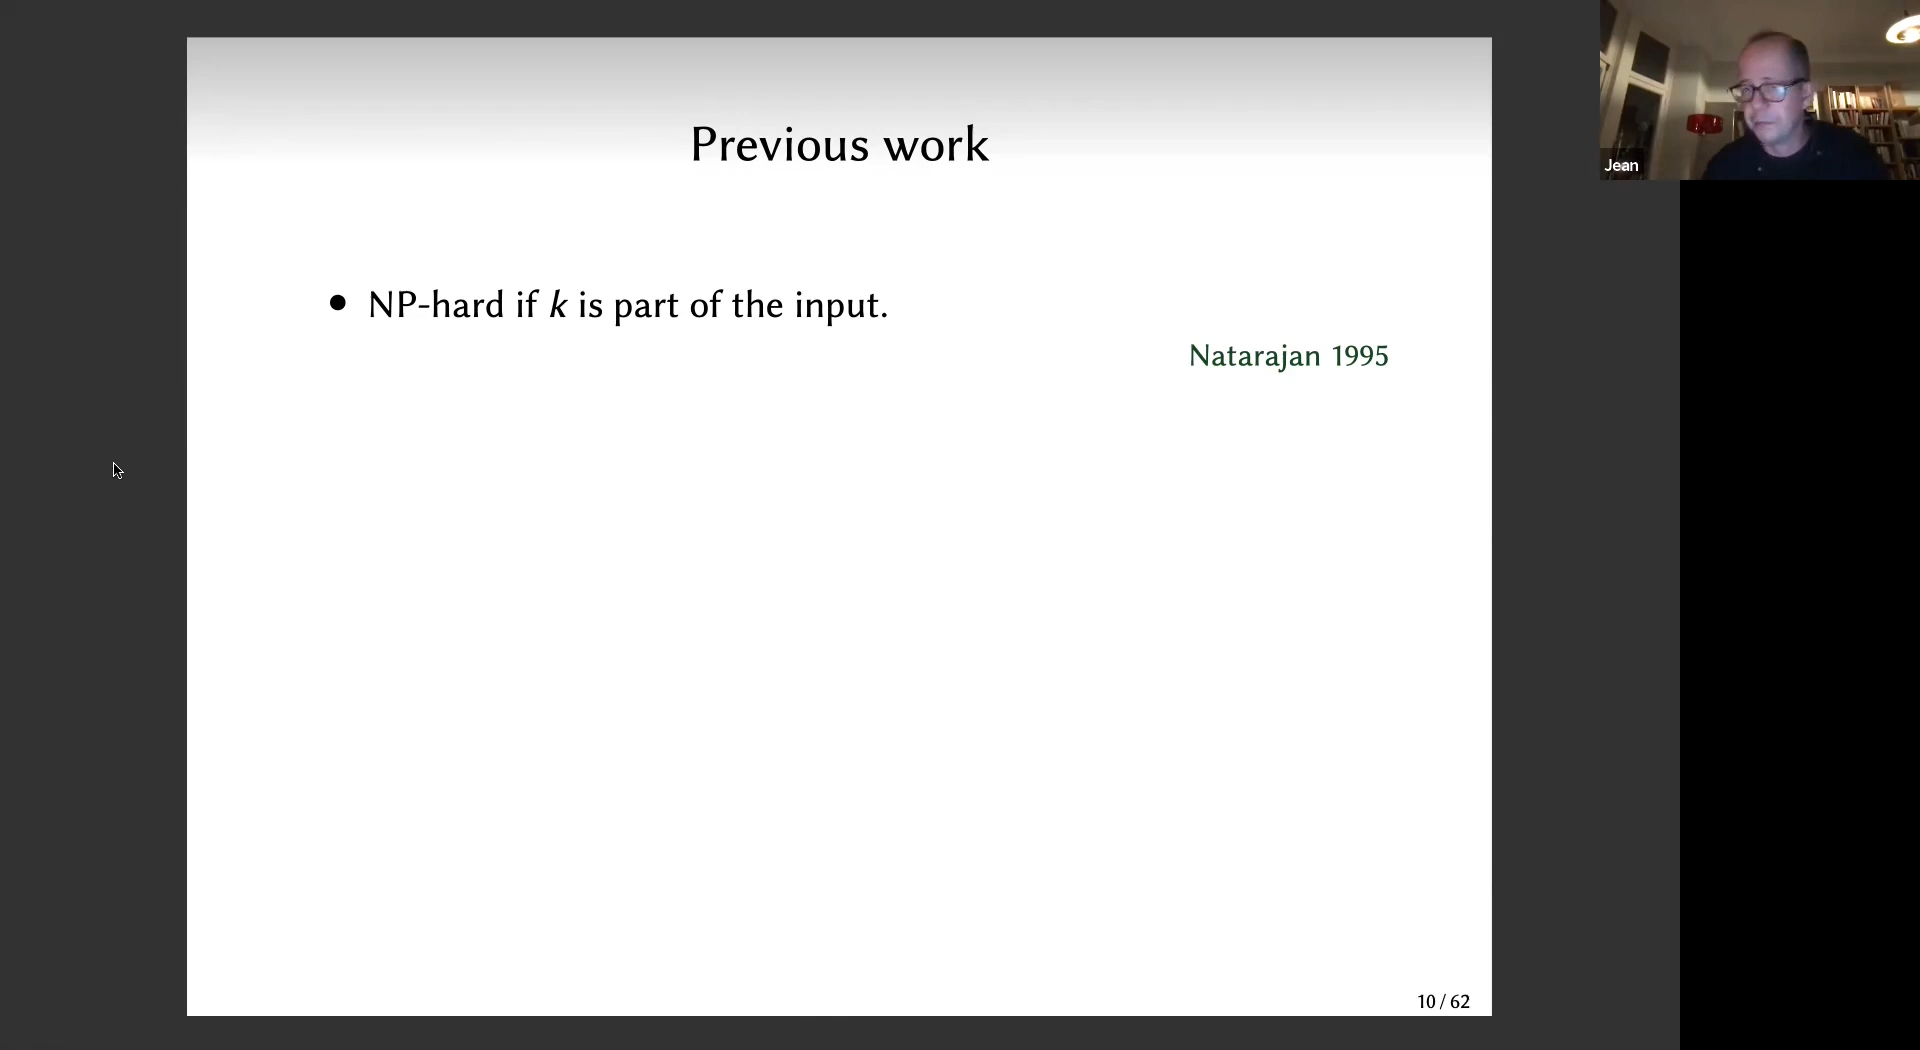 Previous work
Jean
• NP-hard if k is part of the input.
Natarajan 1995
10 / 62